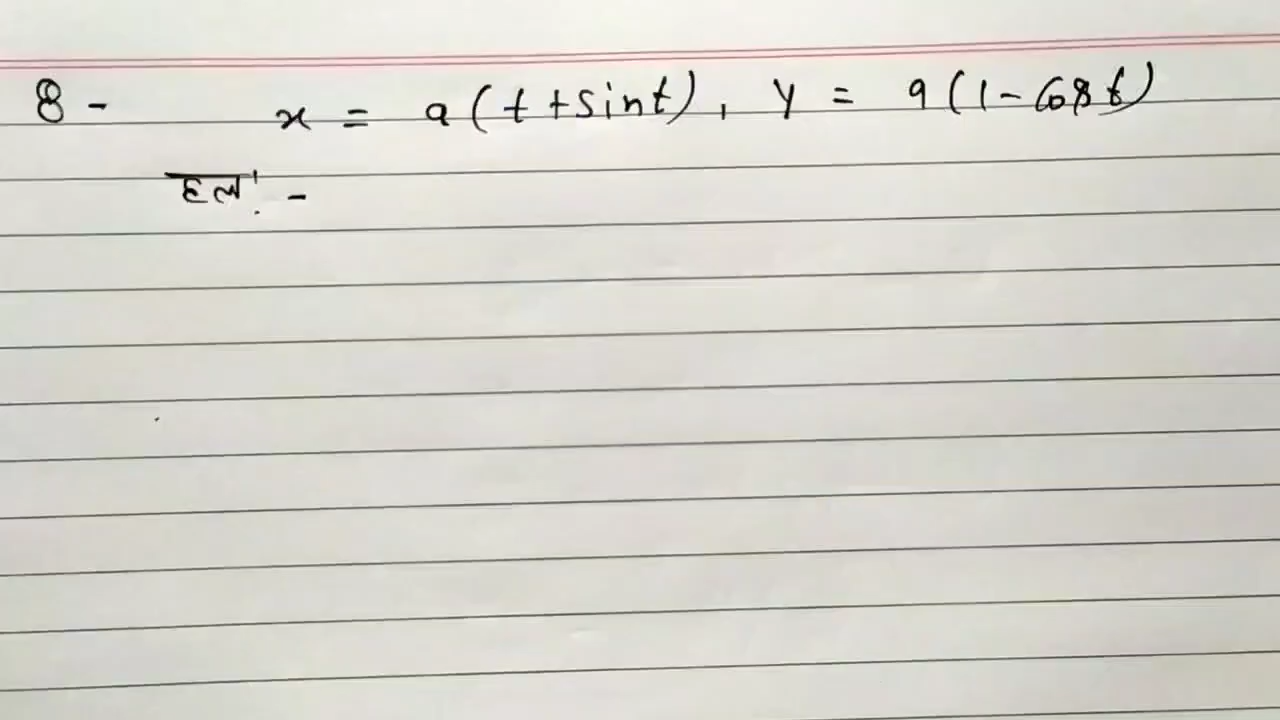 8 - x = a (t + sint), y = a (1 - Cost)
हल: -